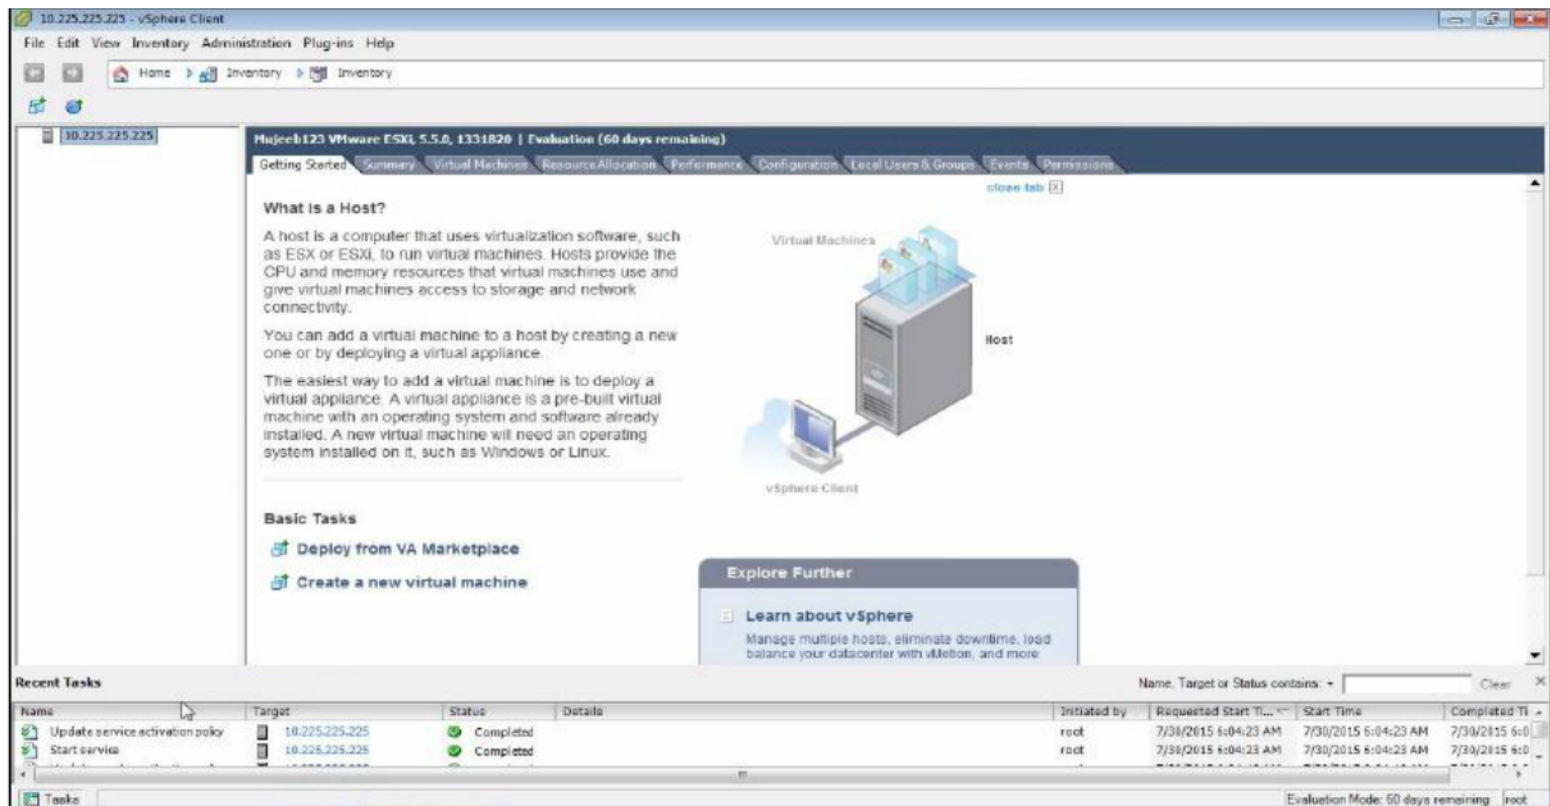 10.225.225.225 - vSphere Client
File Edit View Inventory Administration Plug-ins Help
Home Inventory Inventory
10.225.225.225
Mujeeb123 VMware ESXi, 5.5.0, 1331820 | Evaluation (60 days remaining)
Getting Started Summary Virtual Machines Resource Allocation Performance Configuration Local Users & Groups Events Permissions
close tab
What is a Host?
A host is a computer that uses virtualization software, such
as ESX or ESXi, to run virtual machines. Hosts provide the
CPU and memory resources that virtual machines use and
give virtual machines access to storage and network
connectivity.
You can add a virtual machine to a host by creating a new
one or by deploying a virtual appliance.
The easiest way to add a virtual machine is to deploy a
virtual appliance. A virtual appliance is a pre-built virtual
machine with an operating system and software already
installed. A new virtual machine will need an operating
system installed on it, such as Windows or Linux.
Virtual Machines
Host
vSphere Client
Basic Tasks
Deploy from VA Marketplace
Create a new virtual machine
Explore Further
Learn about vSphere
Manage multiple hosts, eliminate downtime, load
balance your datacenter with vMotion, and more
Recent Tasks
Name, Target or Status contains: Clear
Name Target Status Details Initiated by Requested Start Ti... Start Time Completed Ti
Update service activation policy 10.225.225.225 Completed root 7/30/2015 6:04:23 AM 7/30/2015 6:04:23 AM 7/30/2015 6:0
Start service 10.225.225.225 Completed root 7/30/2015 6:04:23 AM 7/30/2015 6:04:23 AM 7/30/2015 6:0
Tasks Evaluation Mode: 60 days remaining root